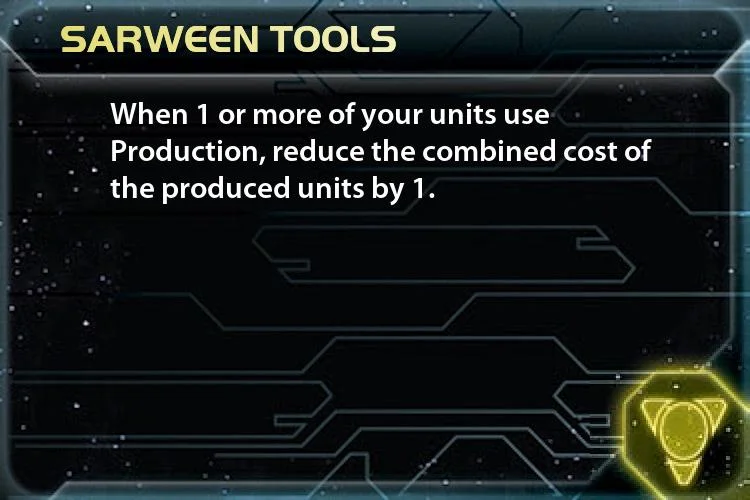 SARWEEN TOOLS
When 1 or more of your units use
Production, reduce the combined cost of
the produced units by 1.